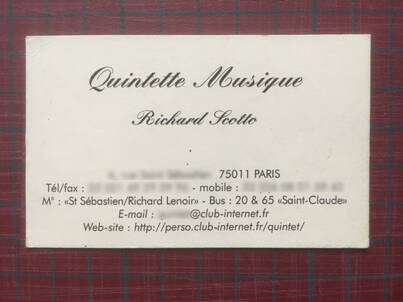 Quintette Musique
Richard Scotto
75011 PARIS
Tél/fax : - mobile :
M° : «St Sébastien/Richard Lenoir» - Bus : 20 & 65 «Saint-Claude»
E-mail : @club-internet.fr
Web-site : http://perso.club-internet.fr/quintet/